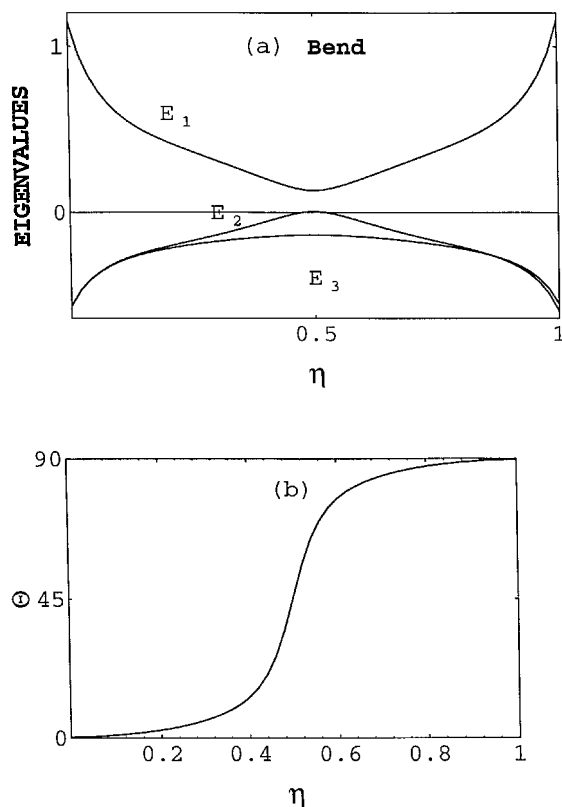 (a) Bend
EIGENVALUES
1
E 1
0
E 2
E 3
0.5
1
η
90
(b)
Θ 45
0
0.2
0.4
0.6
0.8
1
η